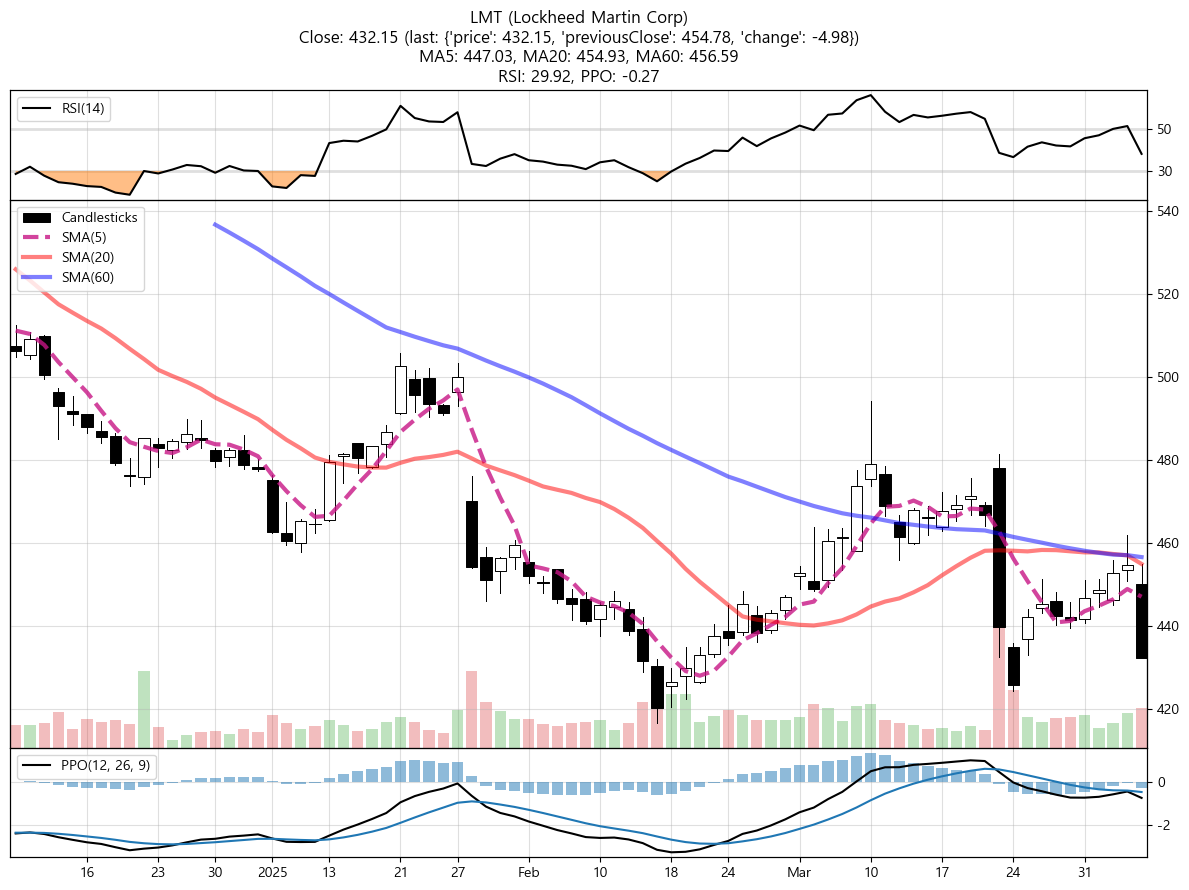 LMT (Lockheed Martin Corp)
Close: 432.15 (last: {'price': 432.15, 'previousClose': 454.78, 'change': -4.98})
MA5: 447.03, MA20: 454.93, MA60: 456.59
RSI: 29.92, PPO: -0.27
RSI(14)
50
30
Candlesticks
SMA(5)
SMA(20)
SMA(60)
540
520
500
480
460
440
420
PPO(12, 26, 9)
0
-2
16 23 30 2025 13 21 27 Feb 10 18 24 Mar 10 17 24 31